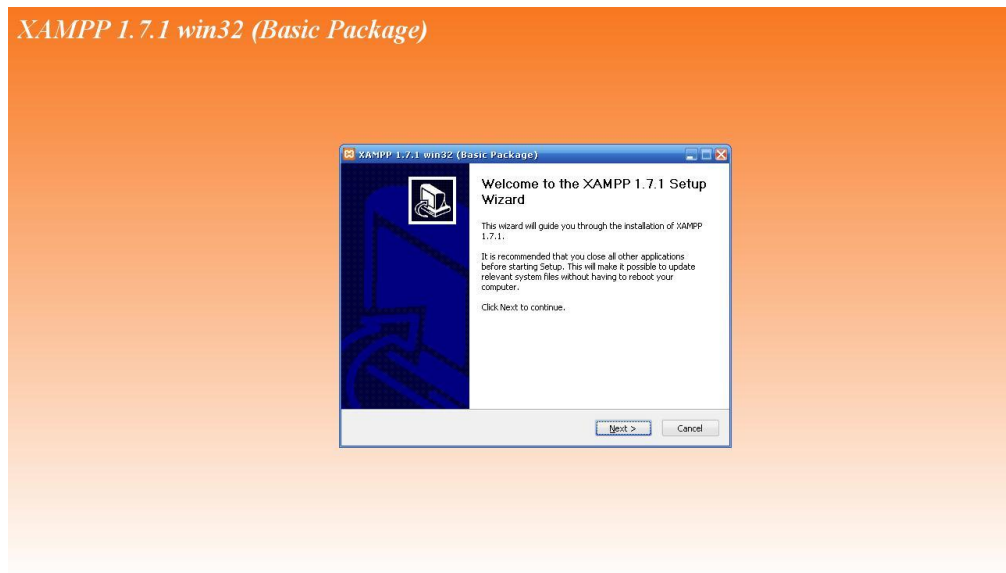 XAMPP 1.7.1 win32 (Basic Package)
XAMPP 1.7.1 win32 (Basic Package)
Welcome to the XAMPP 1.7.1 Setup
Wizard
This wizard will guide you through the installation of XAMPP
1.7.1.
It is recommended that you close all other applications
before starting Setup. This will make it possible to update
relevant system files without having to reboot your
computer.
Click Next to continue.
Next >
Cancel